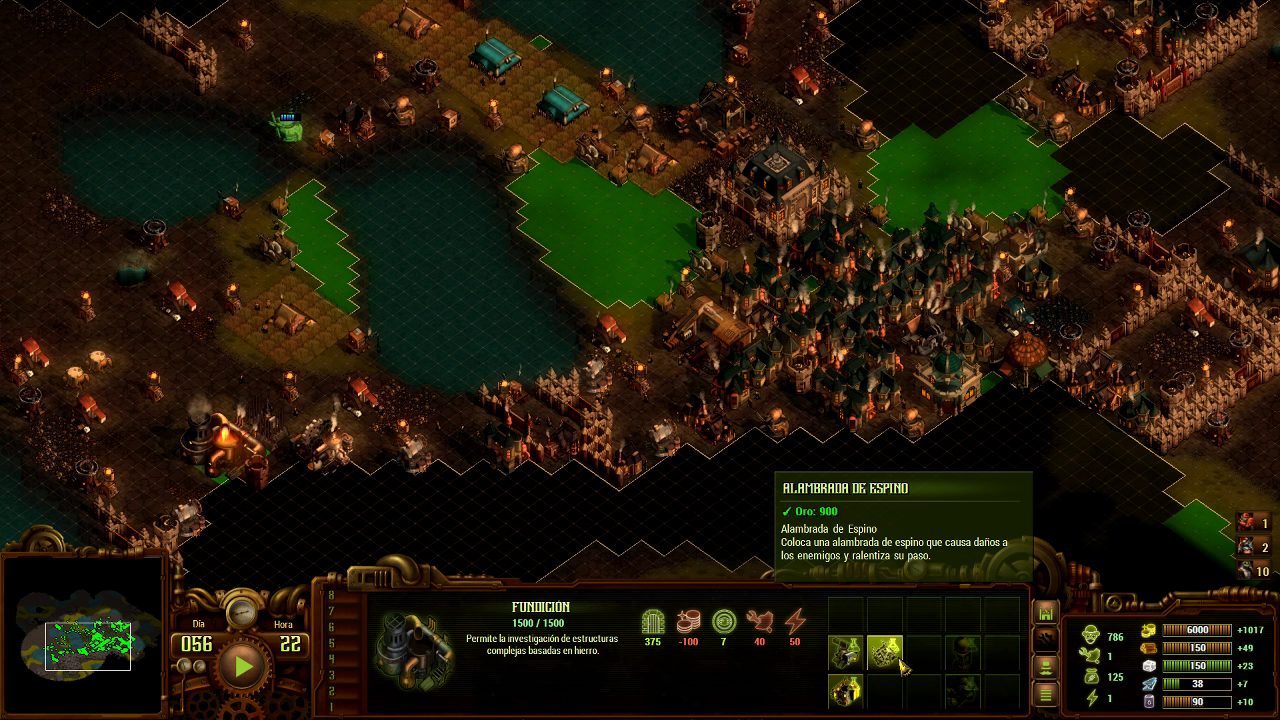 ALAMBRADA DE ESPINO
✓ Oro: 900
Alambrada de Espino
Coloca una alambrada de espino que causa daños a
los enemigos y ralentiza su paso.
1
2
10
Día
Hora
056
22
8
7
6
5
4
3
2
1
FUNDICIÓN
1500 / 1500
Permite la investigación de estructuras
complejas basadas en hierro.
375
-100
7
40
50
786
1
125
1
6000 +1017
150 +49
150 +23
38 +7
90 +10